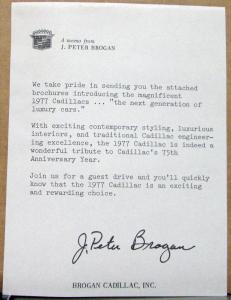 A memo from
J. PETER BROGAN
We take pride in sending you the attached
brochures introducing the magnificent
1977 Cadillacs ... "the next generation of
luxury cars."
With exciting contemporary styling, luxurious
interiors, and traditional Cadillac engineer-
ing excellence, the 1977 Cadillac is indeed a
wonderful tribute to Cadillac's 75th
Anniversary Year.
Join us for a guest drive and you'll quickly
know that the 1977 Cadillac is an exciting
and rewarding choice.
J. Peter Brogan
BROGAN CADILLAC, INC.